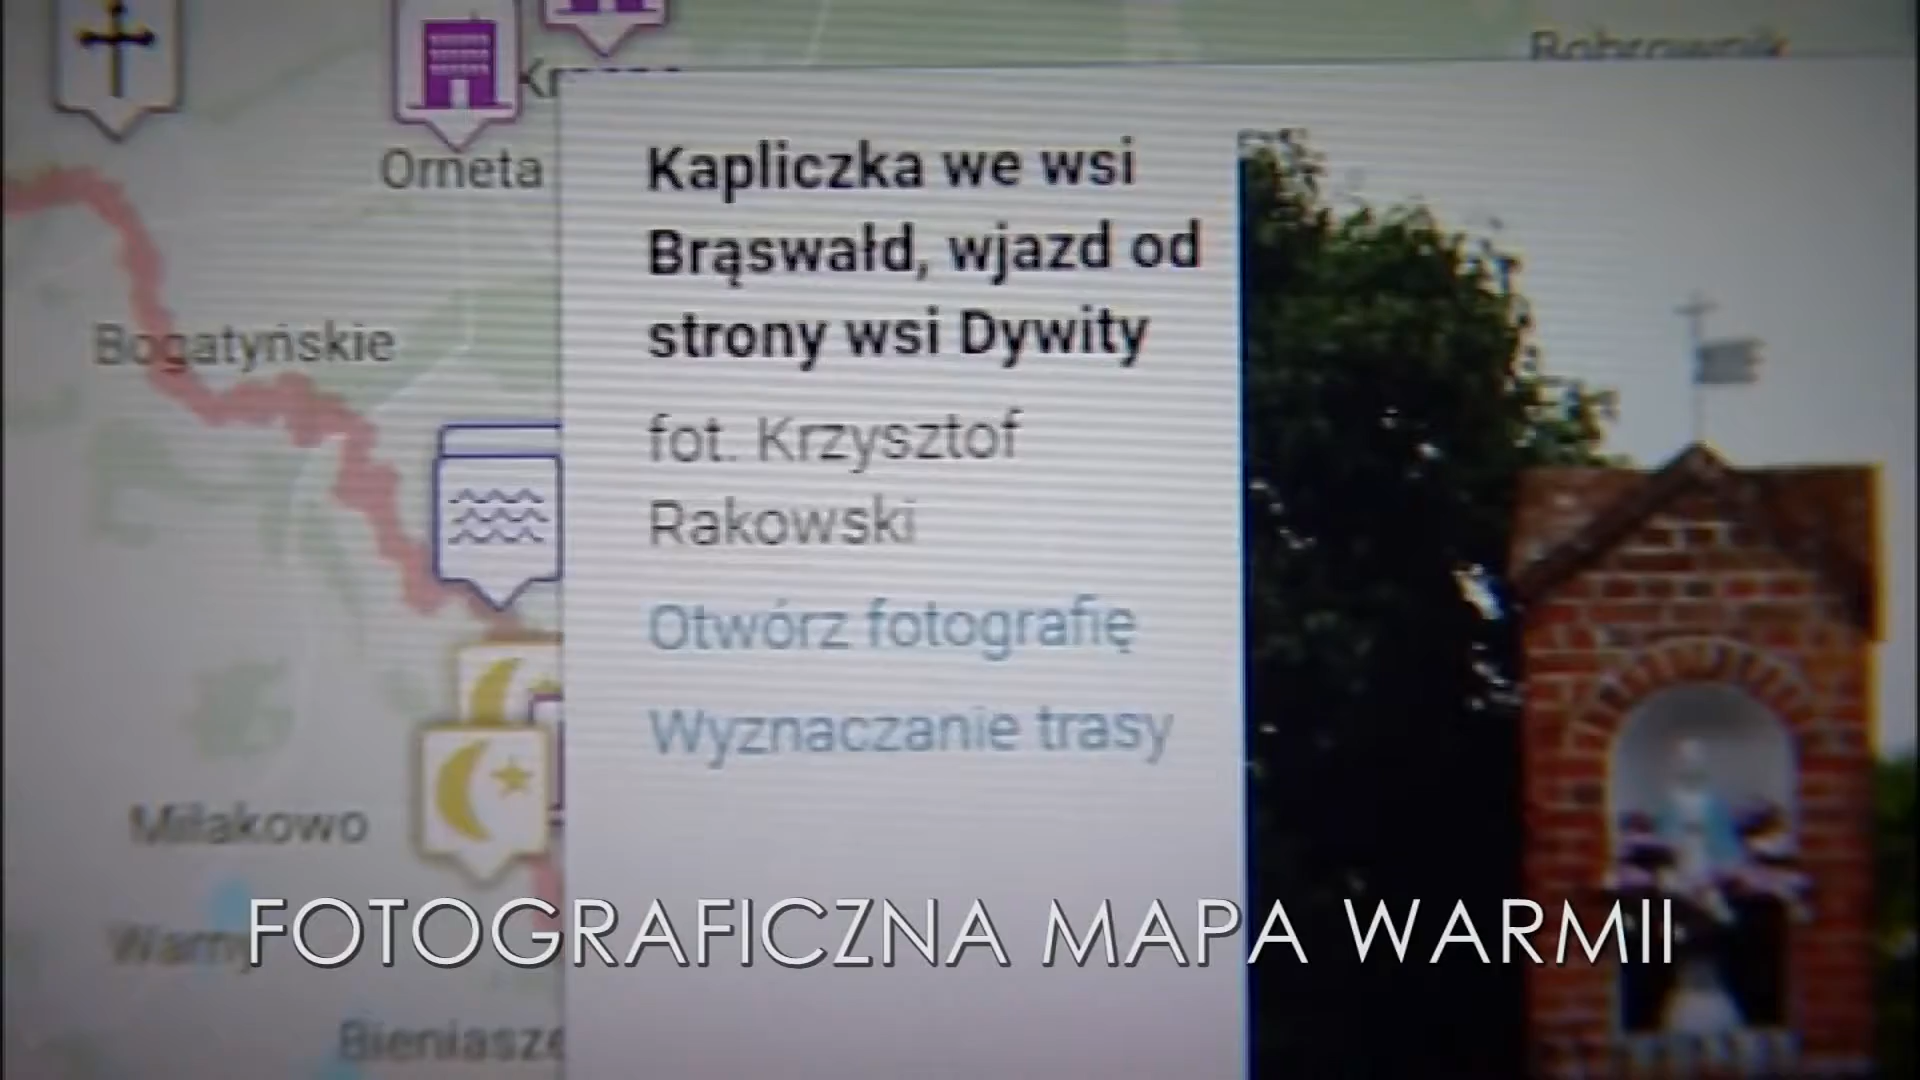 Orneta
Bogatyńskie
Miłakowo
Kapliczka we wsi
Brąswałd, wjazd od
strony wsi Dywity
fot. Krzysztof
Rakowski
Otwórz fotografię
Wyznaczanie trasy
FOTOGRAFICZNA MAPA WARMII